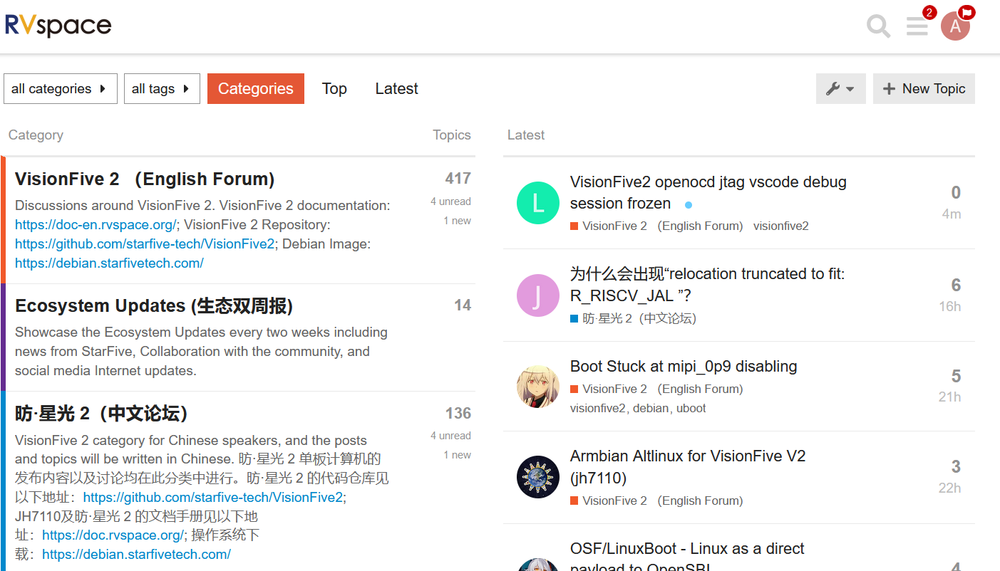 RVspace
2
A
all categories
all tags
Categories
Top
Latest
New Topic
Category
Topics
VisionFive 2 （English Forum)
417
Discussions around VisionFive 2. VisionFive 2 documentation:
4 unread
https://doc-en.rvspace.org/; VisionFive 2 Repository:
1 new
https://github.com/starfive-tech/VisionFive2; Debian Image:
https://debian.starfivetech.com/
Ecosystem Updates (生态双周报)
14
Showcase the Ecosystem Updates every two weeks including
news from StarFive, Collaboration with the community, and
social media Internet updates.
昉·星光 2（中文论坛）
136
VisionFive 2 category for Chinese speakers, and the posts
4 unread
and topics will be written in Chinese. 昉·星光 2 单板计算机的
1 new
发布内容以及讨论均在此分类中进行。昉·星光 2 的代码仓库见
以下地址：https://github.com/starfive-tech/VisionFive2;
JH7110及昉·星光 2 的文档手册见以下地
址：https://doc.rvspace.org/; 操作系统下
载：https://debian.starfivetech.com/
Latest
L
VisionFive2 openocd jtag vscode debug
session frozen
0
4m
VisionFive 2 （English Forum) visionfive2
J
为什么会出现“relocation truncated to fit:
R_RISCV_JAL ”？
6
16h
昉·星光 2（中文论坛）
Boot Stuck at mipi_0p9 disabling
5
VisionFive 2 （English Forum)
21h
visionfive2, debian, uboot
Armbian Altlinux for VisionFive V2
(jh7110)
3
22h
VisionFive 2 （English Forum)
OSF/LinuxBoot - Linux as a direct
payload to OpenSBI
4